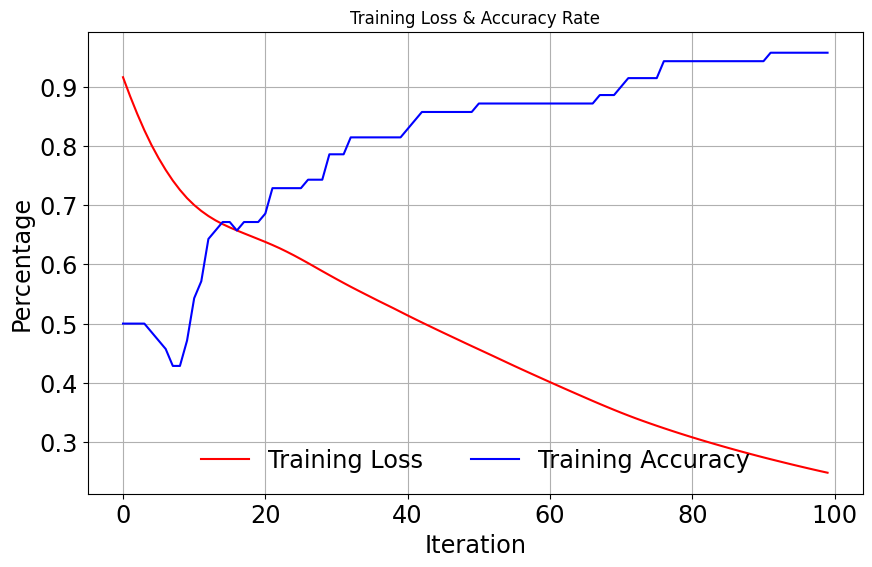 Training Loss & Accuracy Rate
Percentage
0.9
0.8
0.7
0.6
0.5
0.4
0.3
Training Loss
Training Accuracy
0 20 40 60 80 100
Iteration